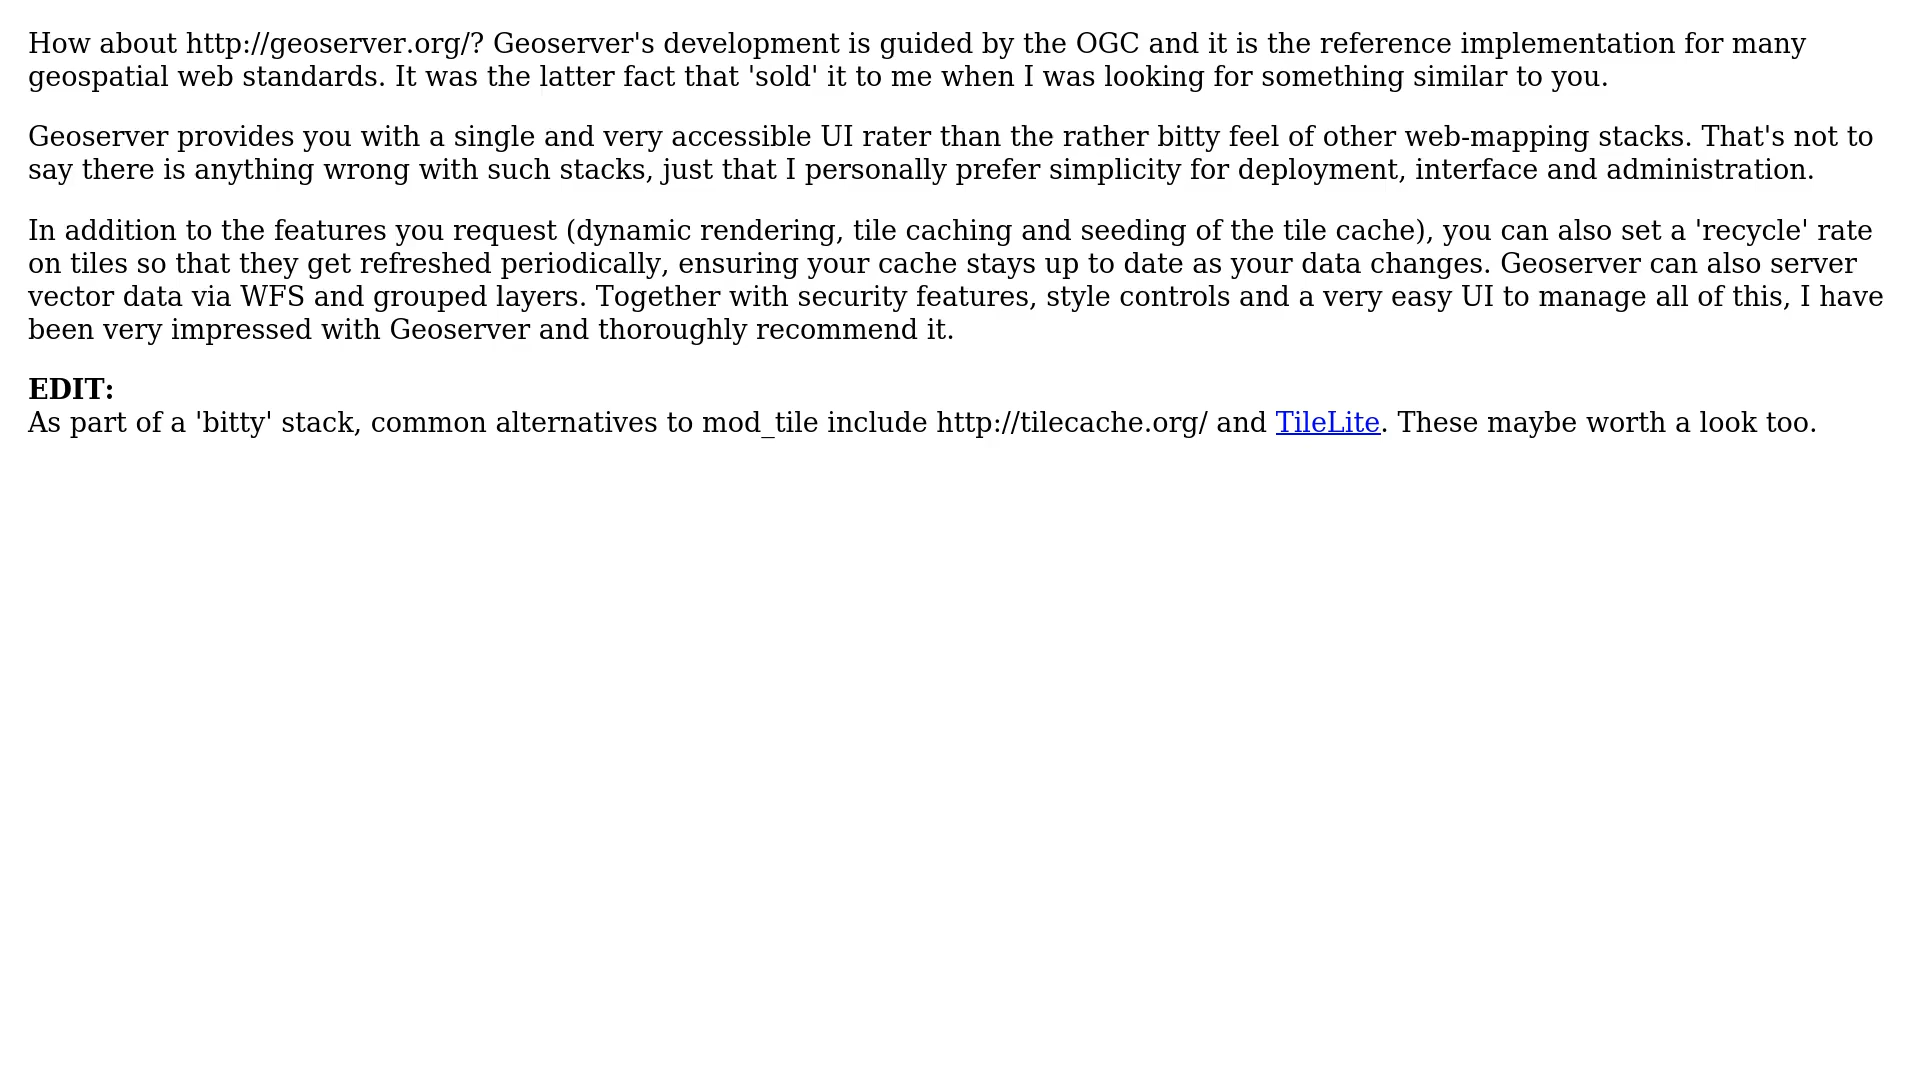 How about http://geoserver.org/? Geoserver's development is guided by the OGC and it is the reference implementation for many
geospatial web standards. It was the latter fact that 'sold' it to me when I was looking for something similar to you.
Geoserver provides you with a single and very accessible UI rater than the rather bitty feel of other web-mapping stacks. That's not to
say there is anything wrong with such stacks, just that I personally prefer simplicity for deployment, interface and administration.
In addition to the features you request (dynamic rendering, tile caching and seeding of the tile cache), you can also set a 'recycle' rate
on tiles so that they get refreshed periodically, ensuring your cache stays up to date as your data changes. Geoserver can also server
vector data via WFS and grouped layers. Together with security features, style controls and a very easy UI to manage all of this, I have
been very impressed with Geoserver and thoroughly recommend it.
EDIT:
As part of a 'bitty' stack, common alternatives to mod_tile include http://tilecache.org/ and TileLite. These maybe worth a look too.